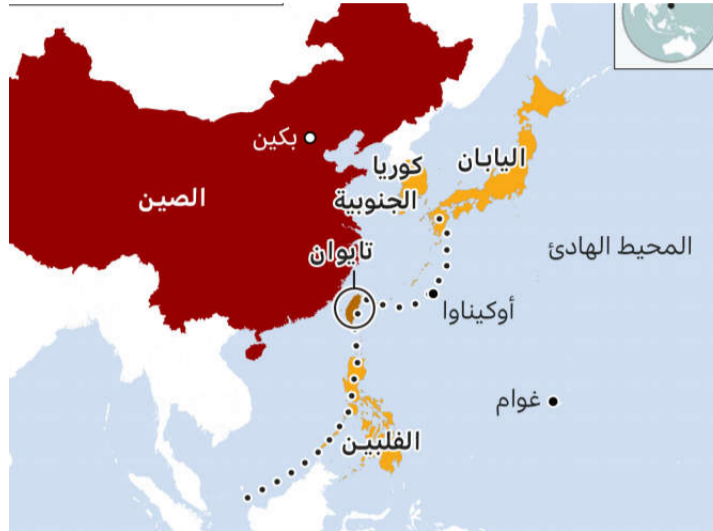 بكين
الصين
اليابان
كوريا
الجنوبية
تايوان
المحيط الهادئ
أوكيناوا
غوام
الفلبين